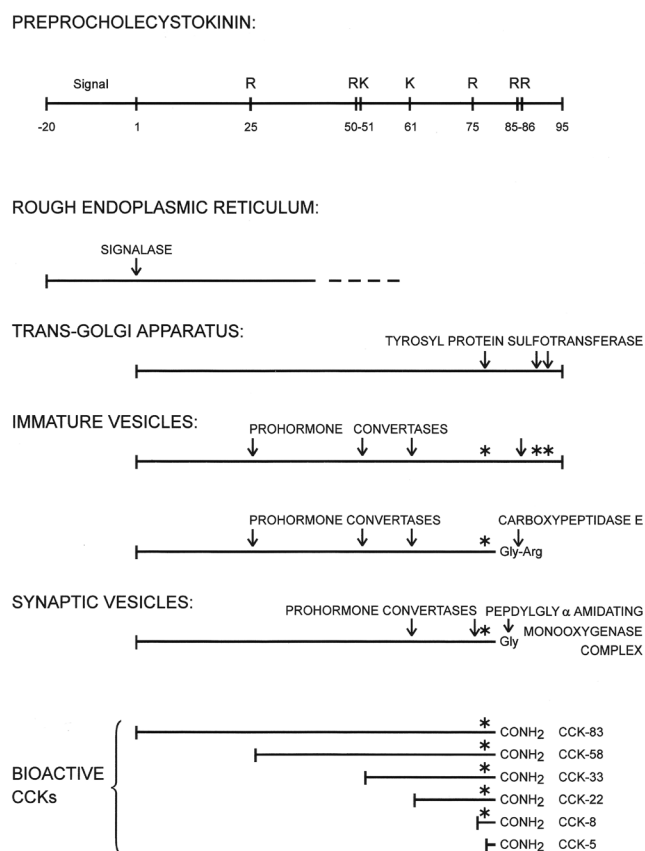 PREPROCHOLECYSTOKININ:
Signal R RK K R RR
-20 1 25 50-51 61 75 85-86 95
ROUGH ENDOPLASMIC RETICULUM:
SIGNALASE
TRANS-GOLGI APPARATUS:
TYROSYL PROTEIN SULFOTRANSFERASE
IMMATURE VESICLES:
PROHORMONE CONVERTASES
* **
PROHORMONE CONVERTASES CARBOXYPEPTIDASE E
* Gly-Arg
SYNAPTIC VESICLES:
PROHORMONE CONVERTASES PEPDYLGLY α AMIDATING
* Gly MONOOXYGENASE
COMPLEX
BIOACTIVE
CCKs
* CONH2 CCK-83
* CONH2 CCK-58
* CONH2 CCK-33
* CONH2 CCK-22
* CONH2 CCK-8
CONH2 CCK-5